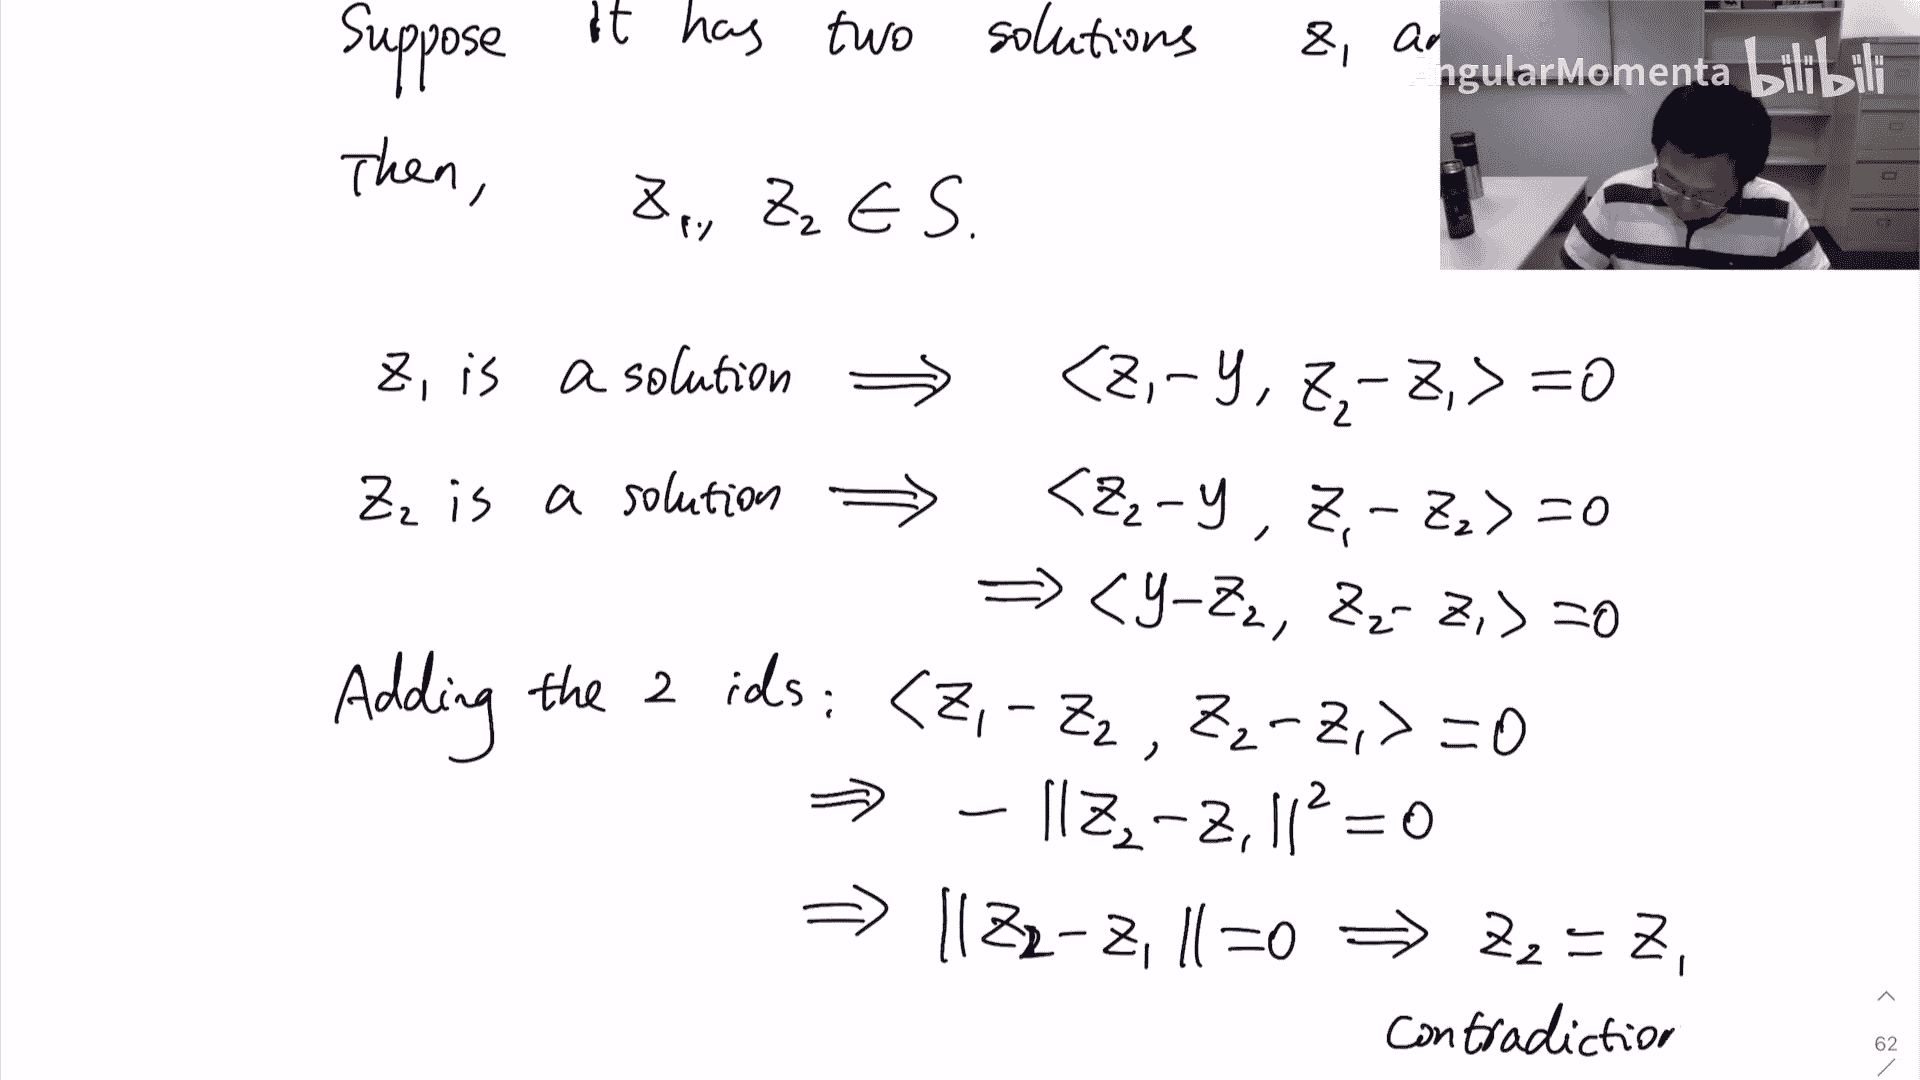 Suppose it has two solutions z₁
Then, z₁, z₂ ∈ S.
z₁ is a solution ⟹ <z₁ - y, z₂ - z₁> = 0
z₂ is a solution ⟹ <z₂ - y, z₁ - z₂> = 0
⟹ <y - z₂, z₂ - z₁> = 0
Adding the 2 ids: <z₁ - z₂, z₂ - z₁> = 0
⟹ - ||z₂ - z₁||² = 0
⟹ ||z₂ - z₁|| = 0 ⟹ z₂ = z₁
contradiction
AngularMomenta bilibili
62